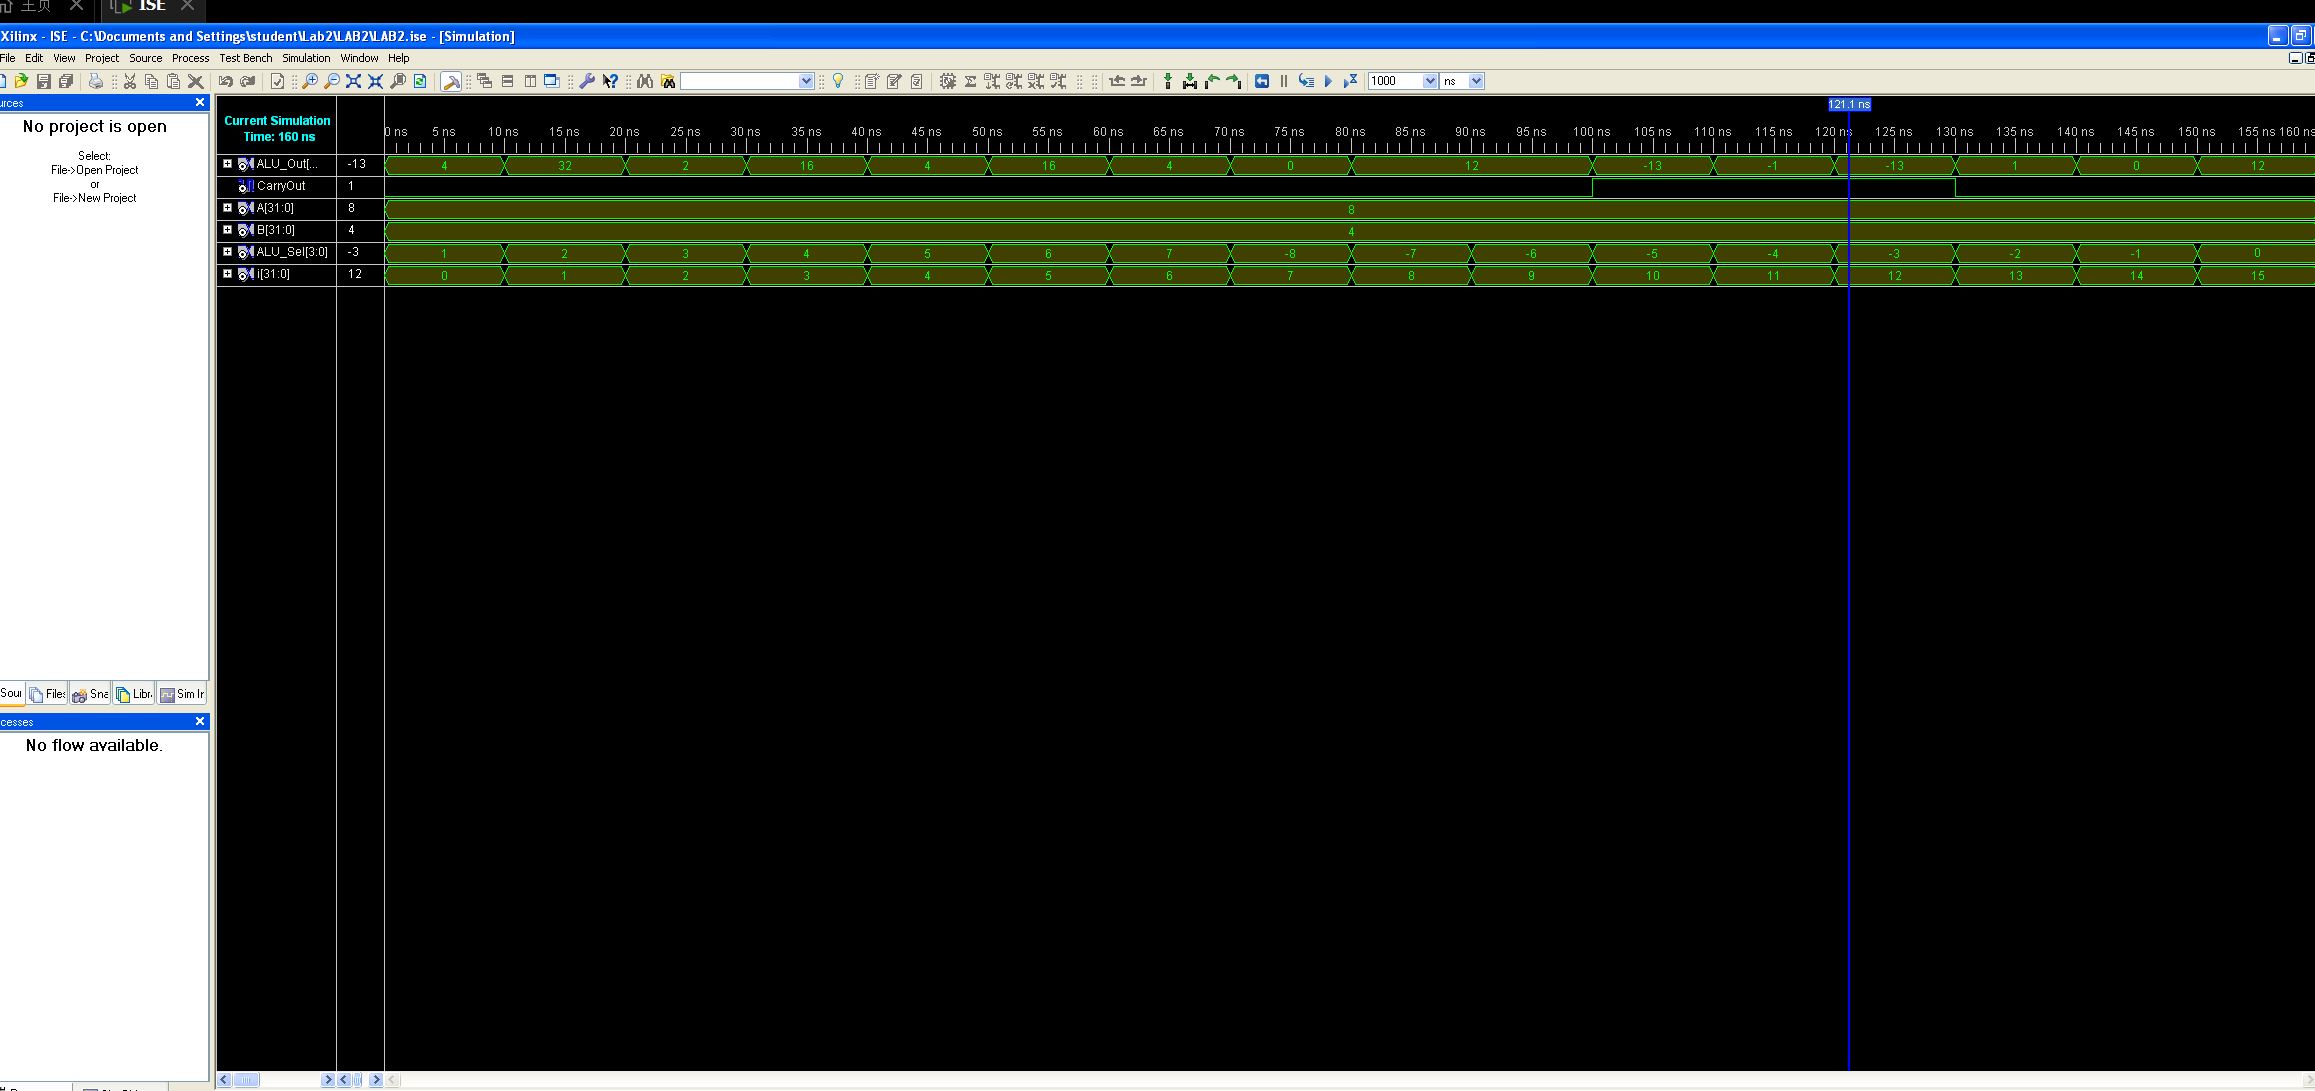 主页
ISE
Xilinx - ISE - C:\Documents and Settings\student\Lab2\LAB2\LAB2.ise - [Simulation]
File Edit View Project Source Process Test Bench Simulation Window Help
1000 ns
urces
No project is open
Select:
File->Open Project
or
File->New Project
Sour Files Sna Libr Sim Ir
cesses
No flow available.
121.1 ns
Current Simulation
Time: 160 ns
0 ns 5 ns 10 ns 15 ns 20 ns 25 ns 30 ns 35 ns 40 ns 45 ns 50 ns 55 ns 60 ns 65 ns 70 ns 75 ns 80 ns 85 ns 90 ns 95 ns 100 ns 105 ns 110 ns 115 ns 120 ns 125 ns 130 ns 135 ns 140 ns 145 ns 150 ns 155 ns 160 ns
ALU_Out[... -13 4 32 2 16 4 16 4 0 12 -13 -1 -13 1 0 12
CarryOut 1
A[31:0] 8 8
B[31:0] 4 4
ALU_Sel[3:0] -3 1 2 3 4 5 6 7 -8 -7 -6 -5 -4 -3 -2 -1 0
i[31:0] 12 0 1 2 3 4 5 6 7 8 9 10 11 12 13 14 15